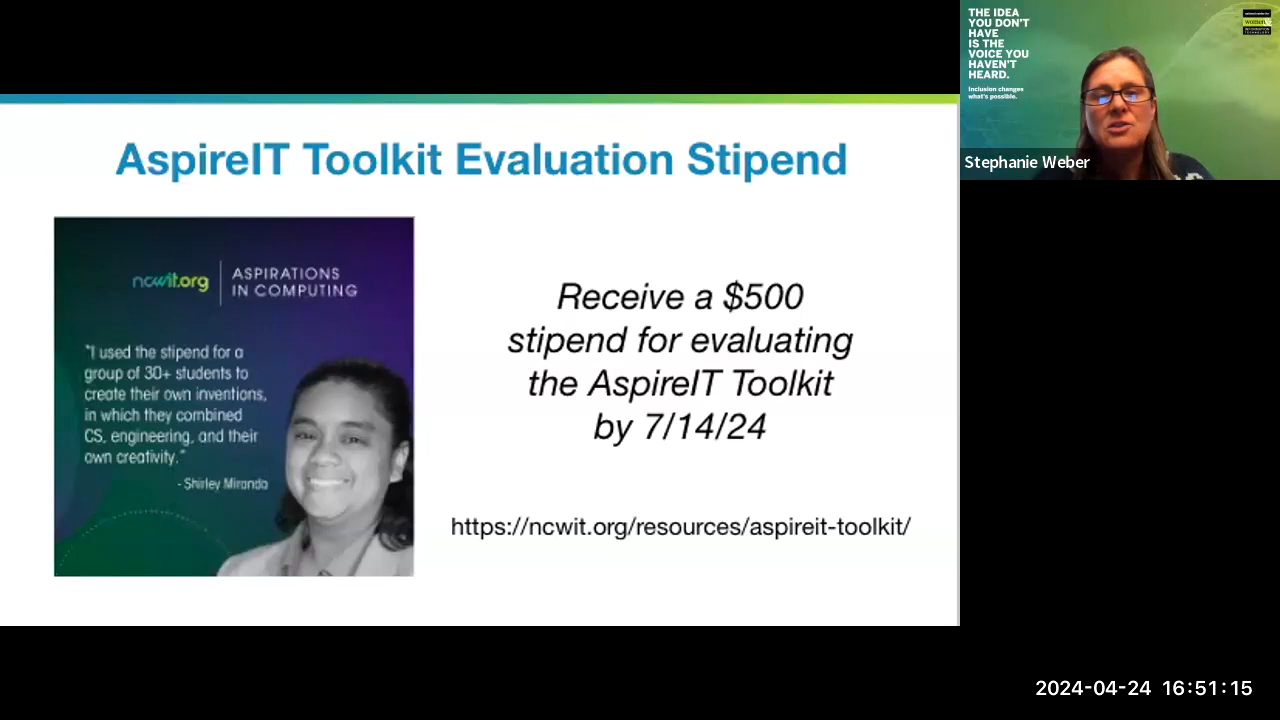 AspireIT Toolkit Evaluation Stipend
ncwit.org
ASPIRATIONS
IN COMPUTING
"I used the stipend for a
group of 30+ students to
create their own inventions,
in which they combined
CS, engineering, and their
own creativity."
- Shirley Miranda
Receive a $500
stipend for evaluating
the AspireIT Toolkit
by 7/14/24
https://ncwit.org/resources/aspireit-toolkit/
THE IDEA
YOU DON'T
HAVE
IS THE
VOICE YOU
HAVEN'T
HEARD.
Inclusion changes
what's possible.
Stephanie Weber
2024-04-24 16:51:15